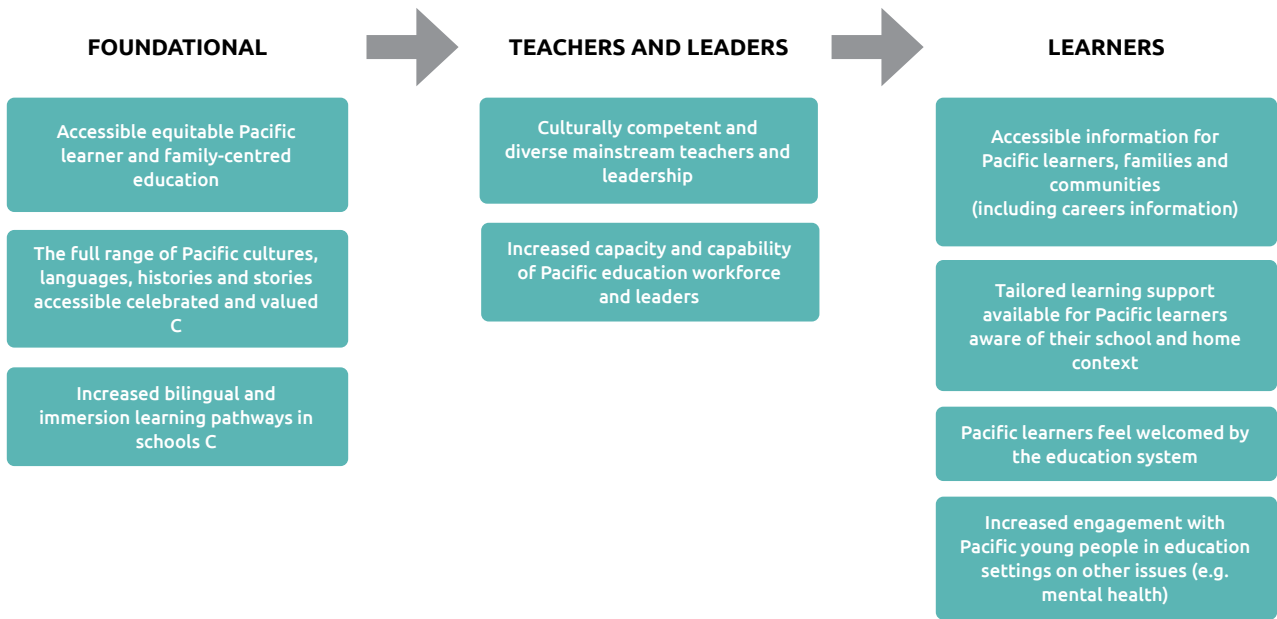 FOUNDATIONAL
Accessible equitable Pacific
learner and family-centred
education
The full range of Pacific cultures,
languages, histories and stories
accessible celebrated and valued
C
Increased bilingual and
immersion learning pathways in
schools C
TEACHERS AND LEADERS
Culturally competent and
diverse mainstream teachers and
leadership
Increased capacity and capability
of Pacific education workforce
and leaders
LEARNERS
Accessible information for
Pacific learners, families and
communities
(including careers information)
Tailored learning support
available for Pacific learners
aware of their school and home
context
Pacific learners feel welcomed by
the education system
Increased engagement with
Pacific young people in education
settings on other issues (e.g.
mental health)